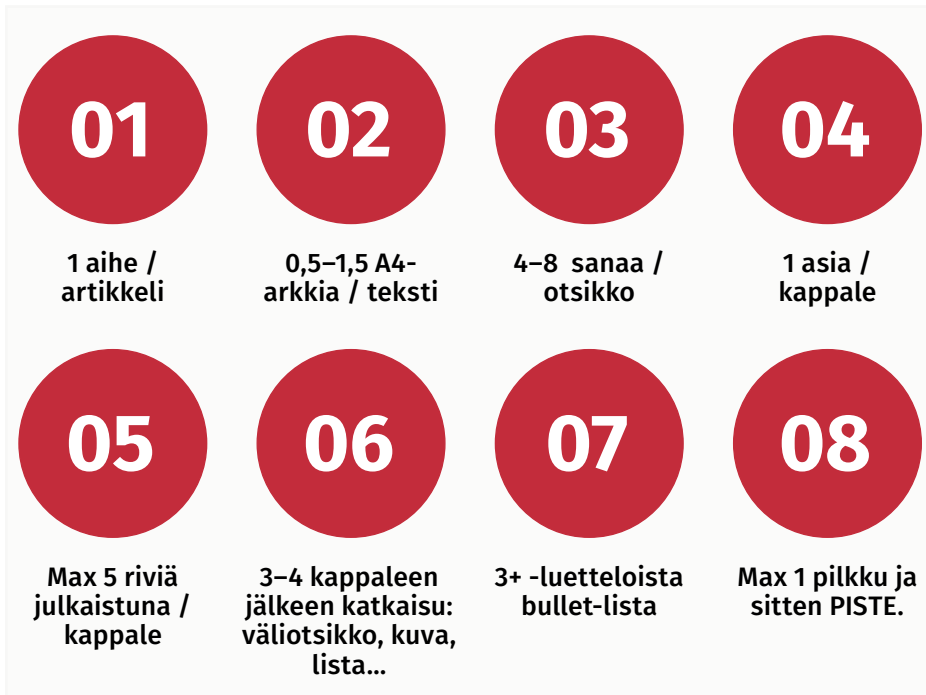 01
1 aihe /
artikkeli
02
0,5–1,5 A4-
arkkia / teksti
03
4–8 sanaa /
otsikko
04
1 asia /
kappale
05
Max 5 riviä
julkaistuna /
kappale
06
3–4 kappaleen
jälkeen katkaisu:
väliotsikko, kuva,
lista...
07
3+ -luetteloista
bullet-lista
08
Max 1 pilkku ja
sitten PISTE.